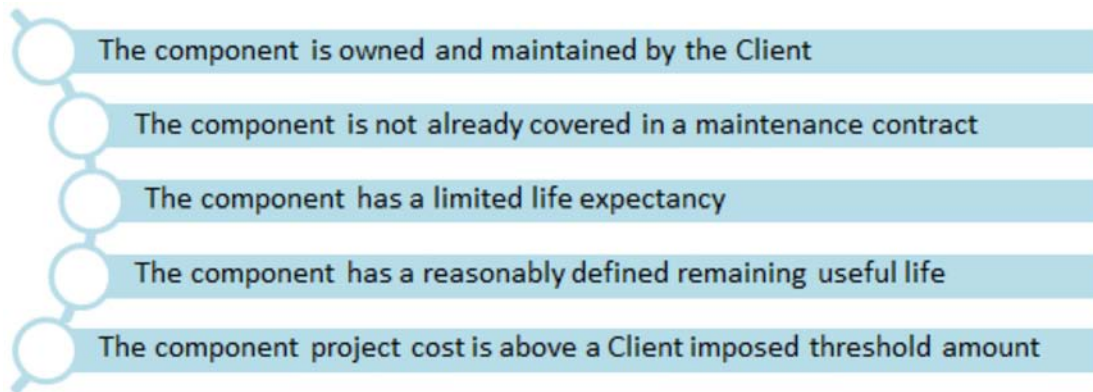 The component is owned and maintained by the Client
The component is not already covered in a maintenance contract
The component has a limited life expectancy
The component has a reasonably defined remaining useful life
The component project cost is above a Client imposed threshold amount